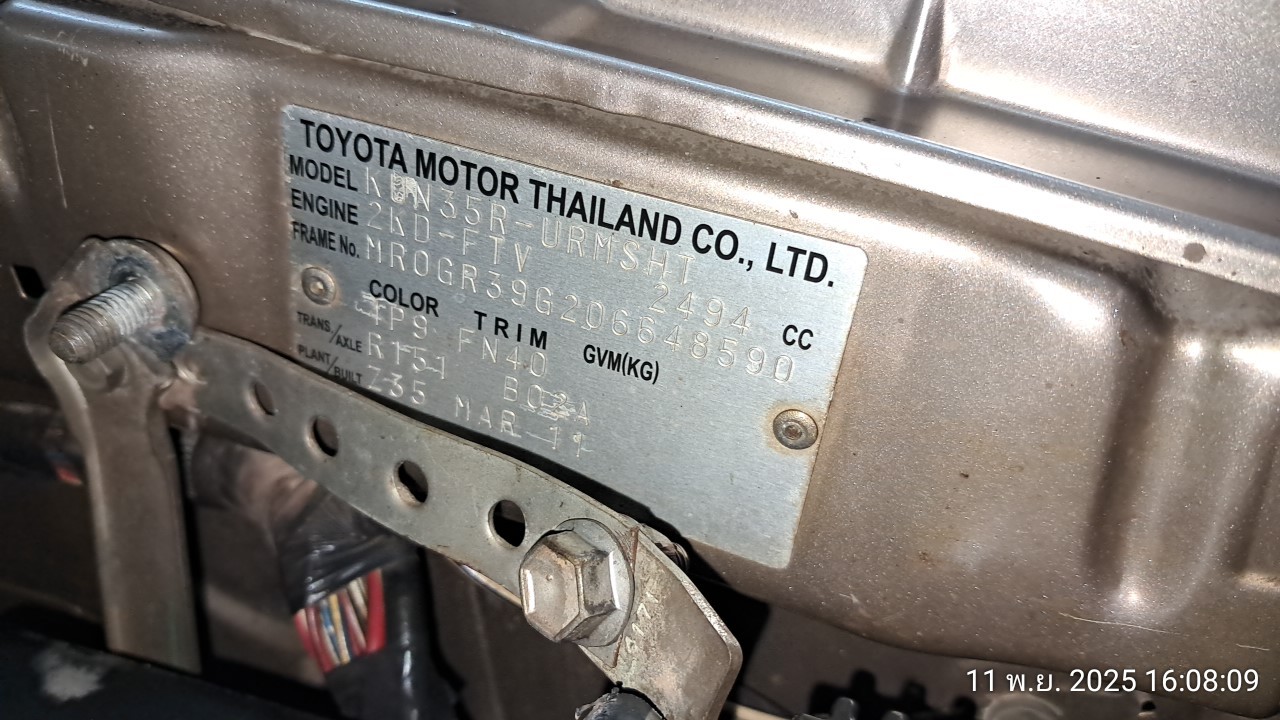 TOYOTA MOTOR THAILAND CO., LTD.
MODEL KUN35R-URMSHT
ENGINE 2KD-FTV 2494 CC
FRAME No. MR0GR39G206648590
COLOR TRIM GVM(KG)
4P9 FN40
TRANS/AXLE R151 B03A
PLANT/BUILT Z35 MAR-11
11 พ.ย. 2025 16:08:09